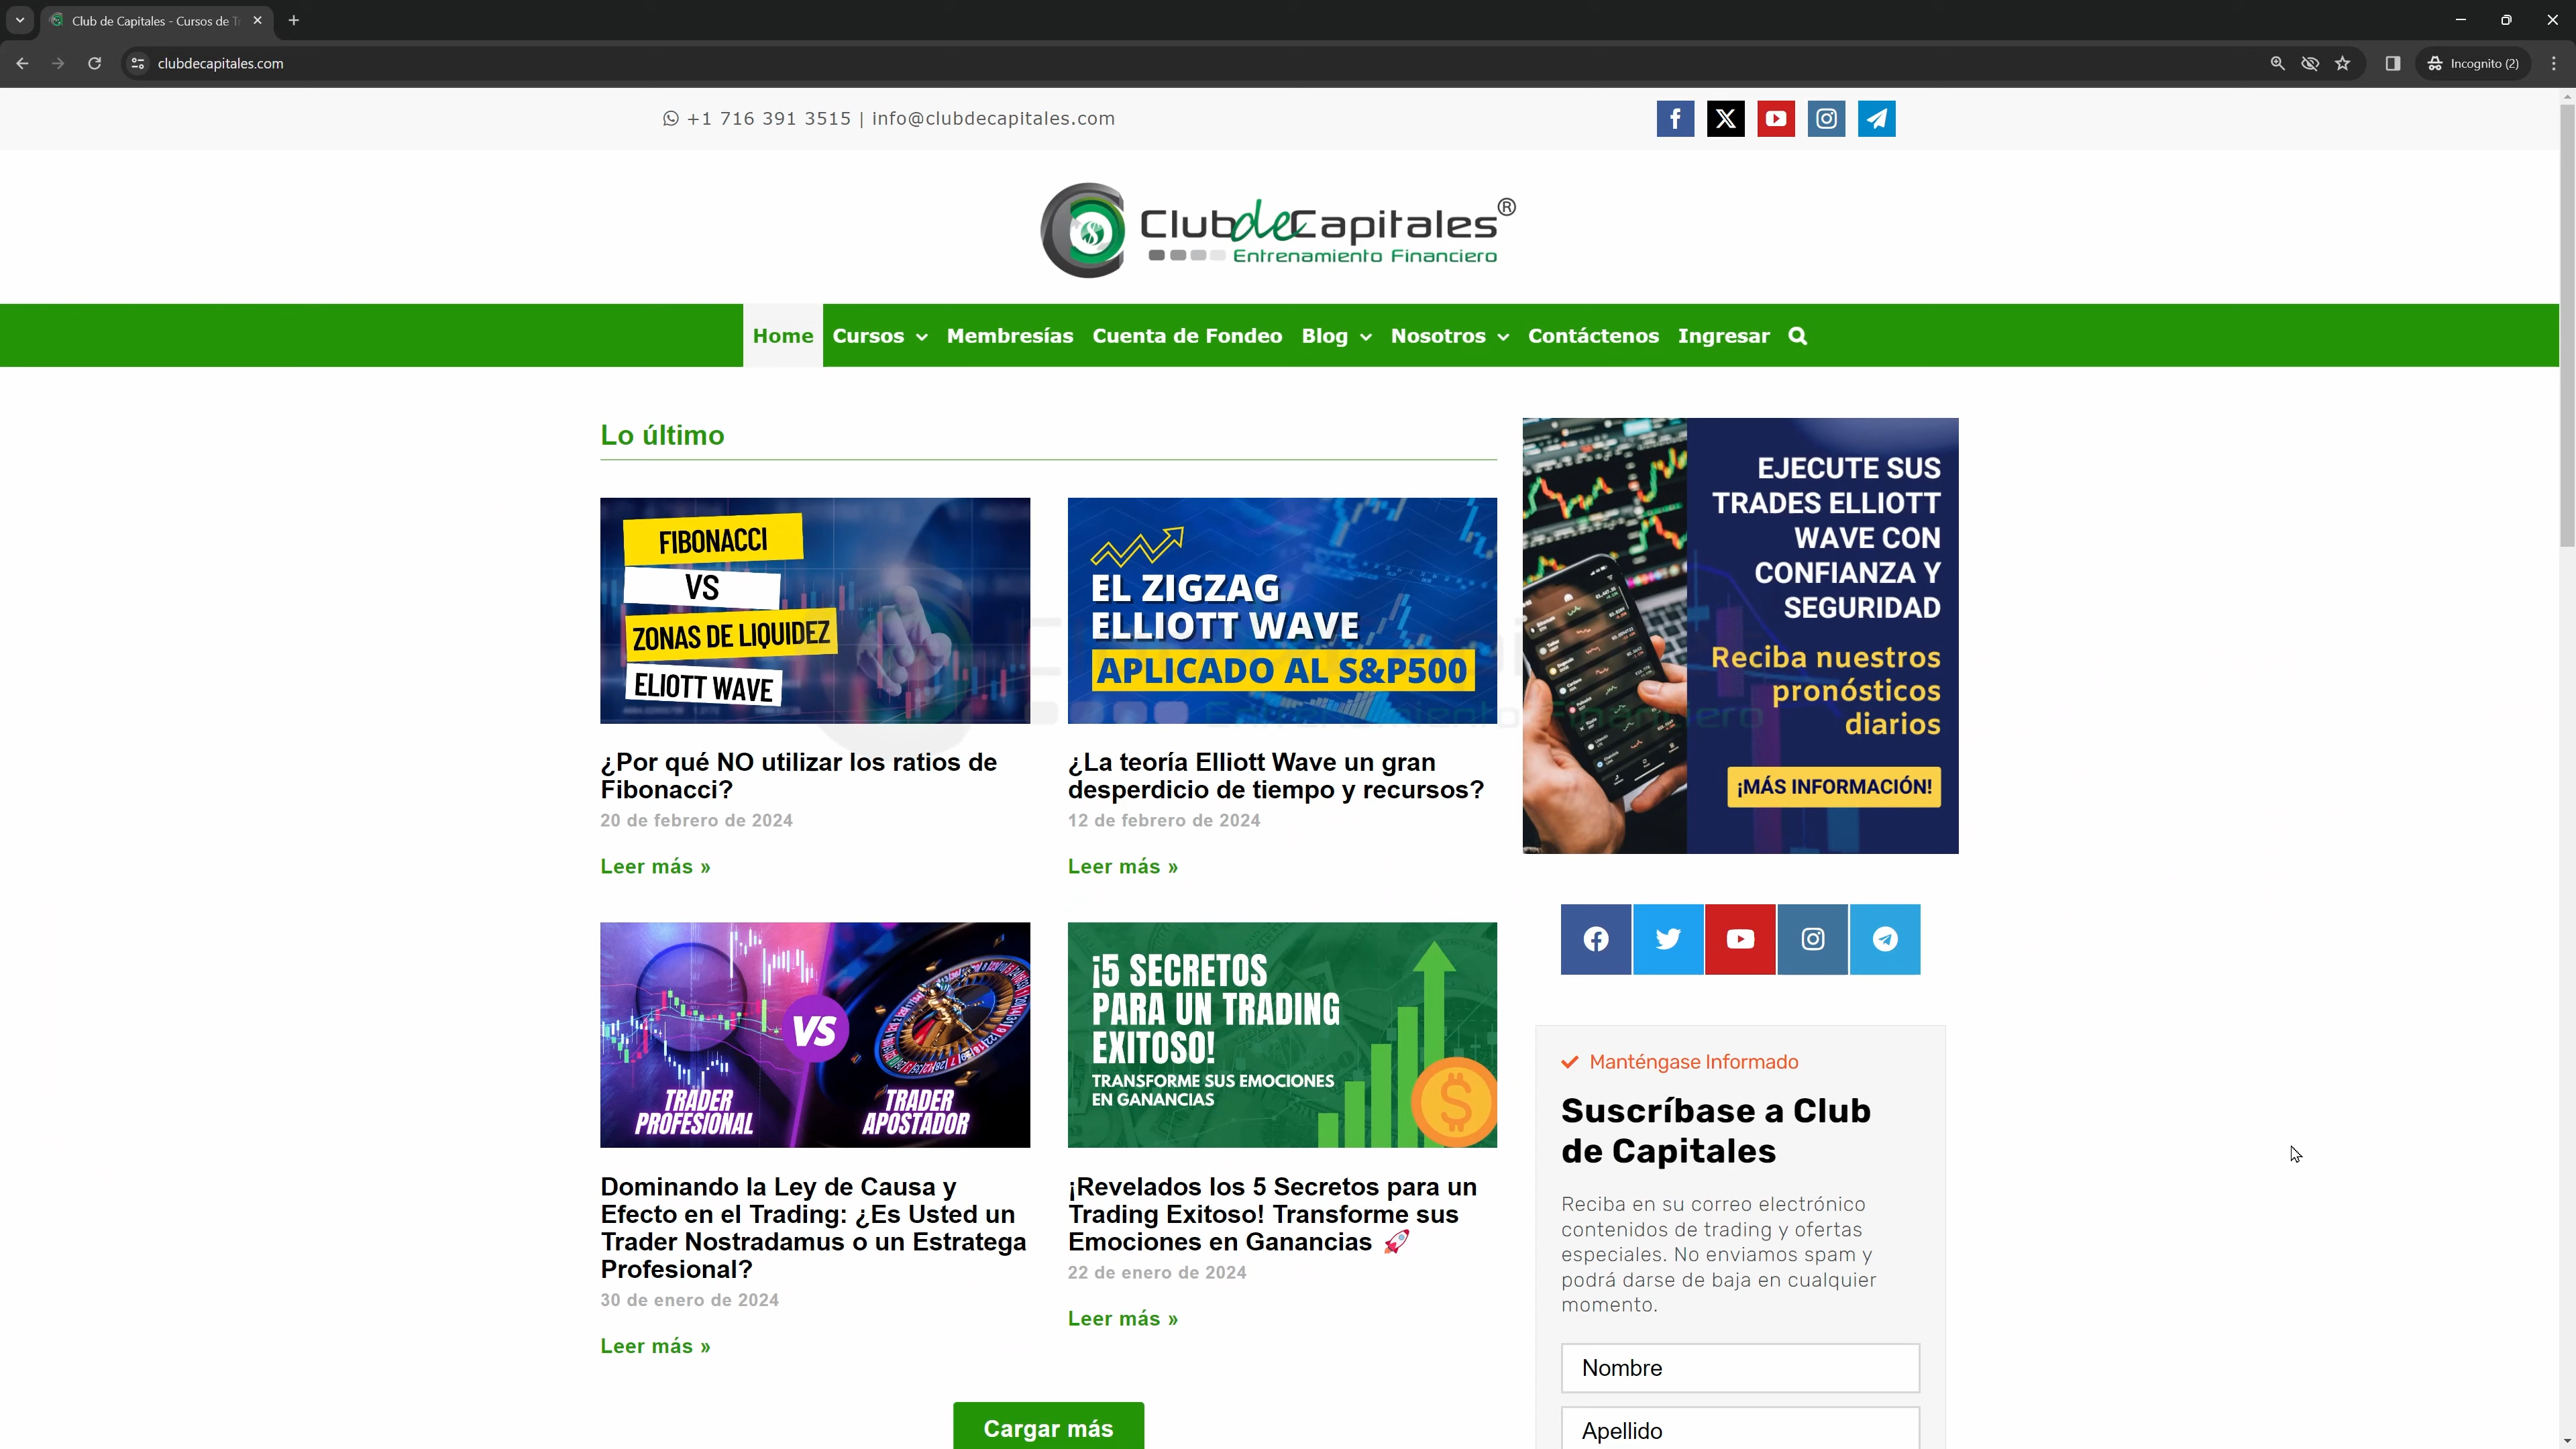 Club de Capitales - Cursos de Tr
clubdecapitales.com
Incognito (2)
+1 716 391 3515 | info@clubdecapitales.com
ClubdeCapitales®
Entrenamiento Financiero
Home Cursos Membresías Cuenta de Fondeo Blog Nosotros Contáctenos Ingresar
Lo último
FIBONACCI
VS
ZONAS DE LIQUIDEZ
ELIOTT WAVE
¿Por qué NO utilizar los ratios de
Fibonacci?
20 de febrero de 2024
Leer más »
EL ZIGZAG
ELLIOTT WAVE
APLICADO AL S&P500
¿La teoría Elliott Wave un gran
desperdicio de tiempo y recursos?
12 de febrero de 2024
Leer más »
VS
TRADER
PROFESIONAL
TRADER
APOSTADOR
Dominando la Ley de Causa y
Efecto en el Trading: ¿Es Usted un
Trader Nostradamus o un Estratega
Profesional?
30 de enero de 2024
Leer más »
¡5 SECRETOS
PARA UN TRADING
EXITOSO!
TRANSFORME SUS EMOCIONES
EN GANANCIAS
¡Revelados los 5 Secretos para un
Trading Exitoso! Transforme sus
Emociones en Ganancias 🚀
22 de enero de 2024
Leer más »
Cargar más
EJECUTE SUS
TRADES ELLIOTT
WAVE CON
CONFIANZA Y
SEGURIDAD
Reciba nuestros
pronósticos
diarios
¡MÁS INFORMACIÓN!
Manténgase Informado
Suscríbase a Club
de Capitales
Reciba en su correo electrónico
contenidos de trading y ofertas
especiales. No enviamos spam y
podrá darse de baja en cualquier
momento.
Nombre
Apellido